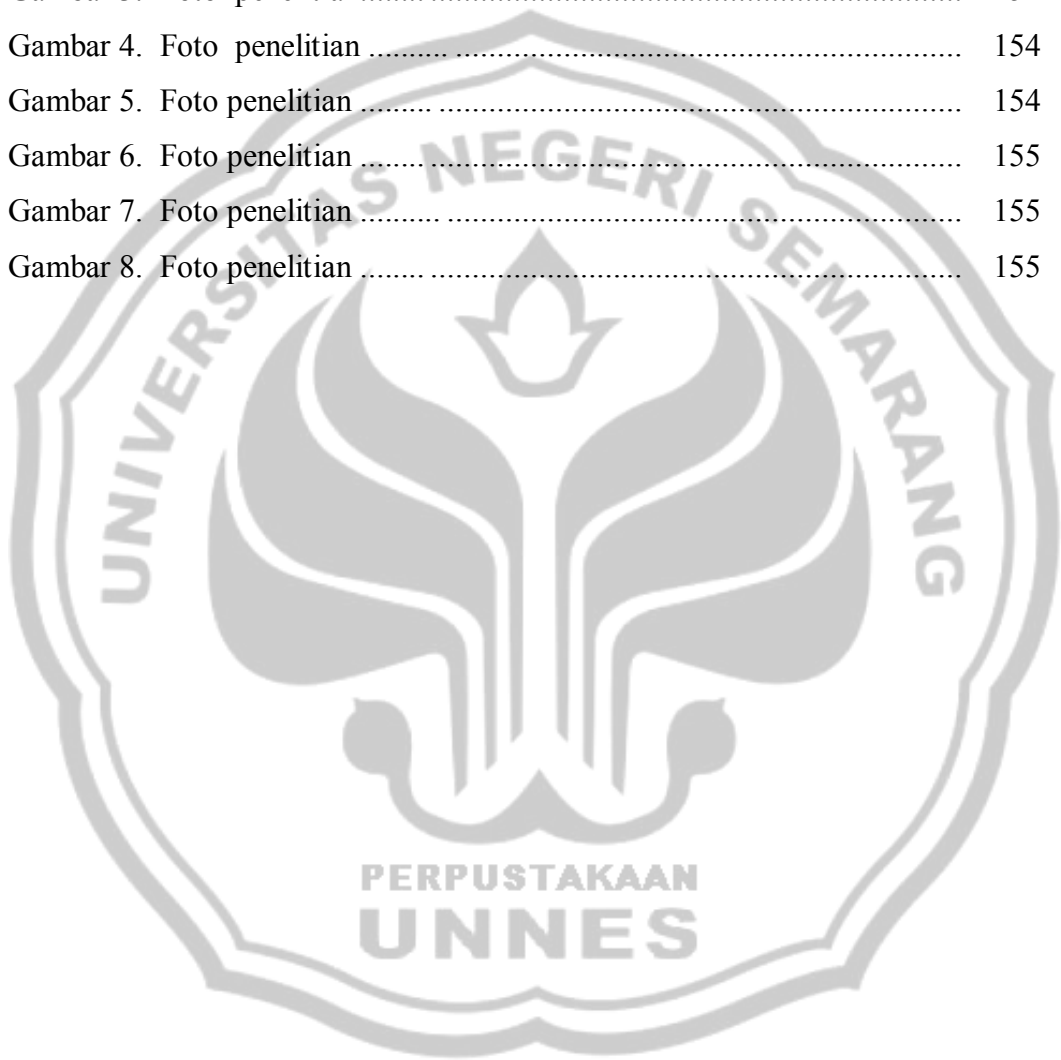 Gambar 4. Foto penelitian ......... ................................................................ 154
Gambar 5. Foto penelitian ........ ................................................................. 154
Gambar 6. Foto penelitian ....... .................................................................. 155
Gambar 7. Foto penelitian ......... ................................................................ 155
Gambar 8. Foto penelitian ........ .................................................................. 155
UNIVERSITAS NEGERI SEMARANG
PERPUSTAKAAN
UNNES